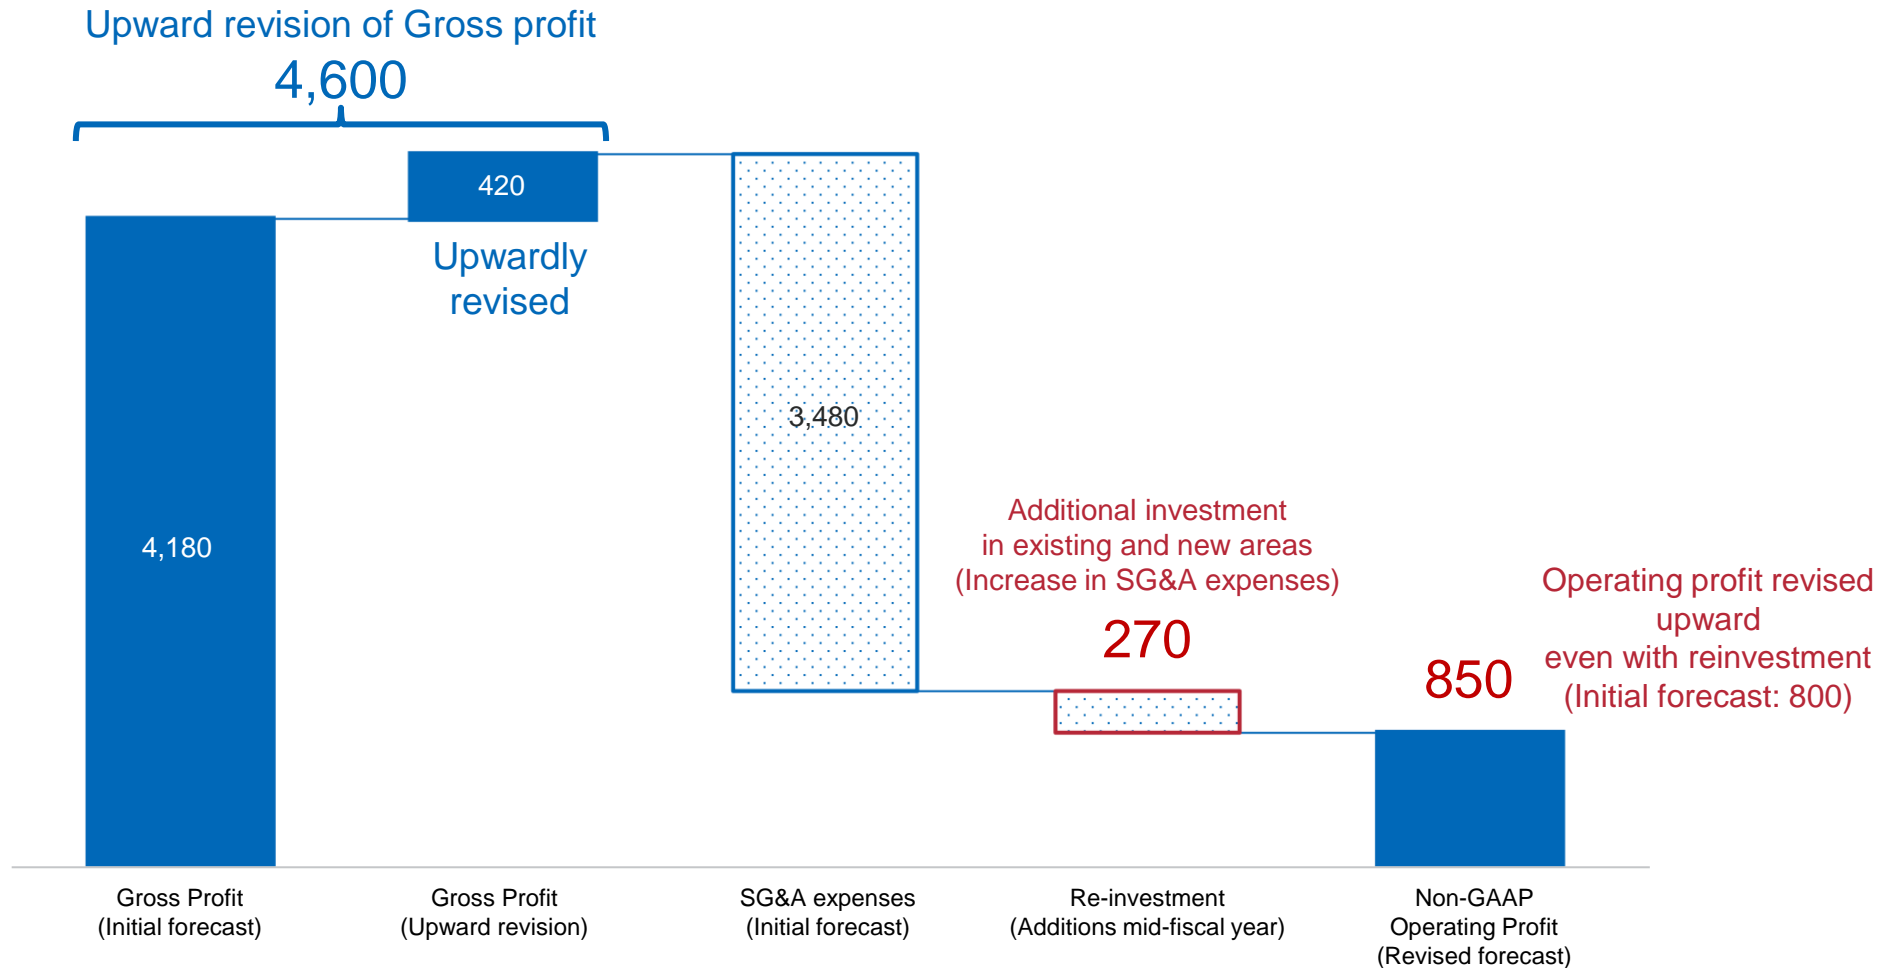 Upward revision of Gross profit
4,600
420
Upwardly
revised
4,180
3,480
Additional investment
in existing and new areas
(Increase in SG&A expenses)
270
850
Operating profit revised
upward
even with reinvestment
(Initial forecast: 800)
Gross Profit
(Initial forecast)
Gross Profit
(Upward revision)
SG&A expenses
(Initial forecast)
Re-investment
(Additions mid-fiscal year)
Non-GAAP
Operating Profit
(Revised forecast)